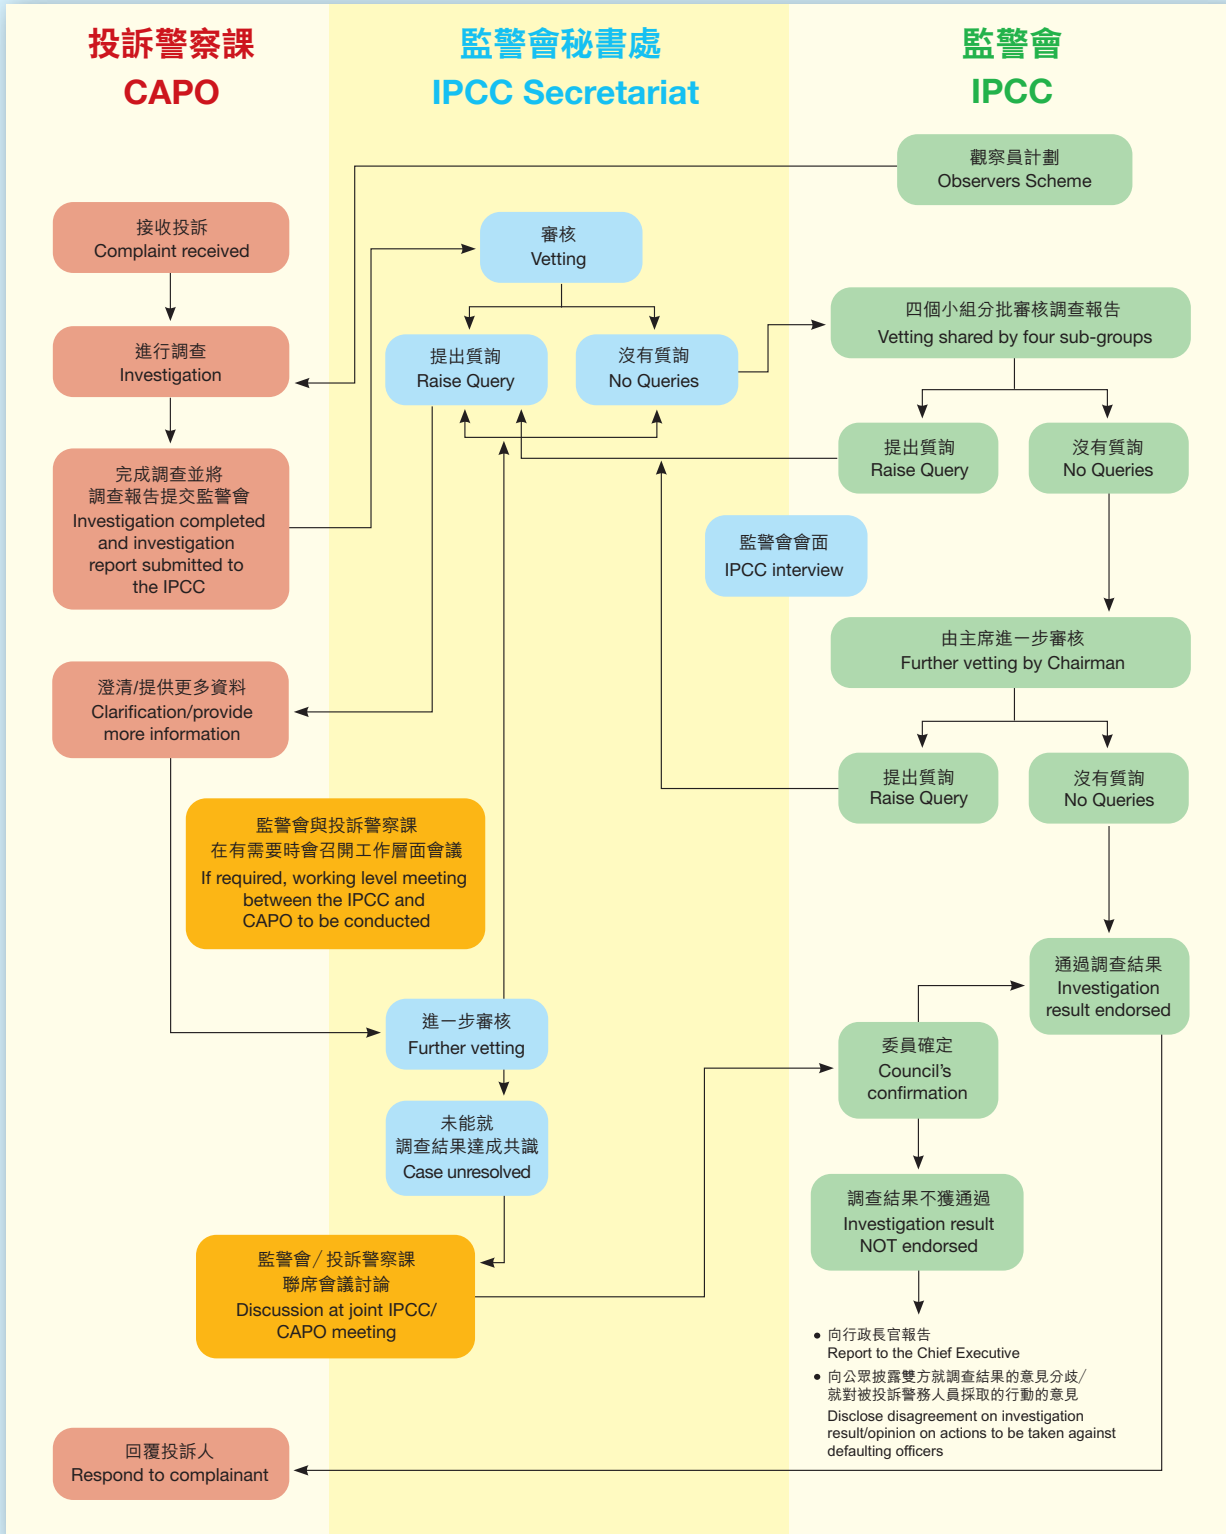 投訴警察課
CAPO
監警會秘書處
IPCC Secretariat
監警會
IPCC
觀察員計劃
Observers Scheme
接收投訴
Complaint received
審核
Vetting
四個小組分批審核調查報告
Vetting shared by four sub-groups
進行調查
Investigation
提出質詢
Raise Query
沒有質詢
No Queries
提出質詢
Raise Query
沒有質詢
No Queries
完成調查並將
調查報告提交監警會
Investigation completed
and investigation
report submitted to
the IPCC
監警會會面
IPCC interview
由主席進一步審核
Further vetting by Chairman
澄清/提供更多資料
Clarification/provide
more information
提出質詢
Raise Query
沒有質詢
No Queries
監警會與投訴警察課
在有需要時會召開工作層面會議
If required, working level meeting
between the IPCC and
CAPO to be conducted
通過調查結果
Investigation
result endorsed
進一步審核
Further vetting
委員確定
Council's
confirmation
未能就
調查結果達成共識
Case unresolved
調查結果不獲通過
Investigation result
NOT endorsed
監警會/投訴警察課
聯席會議討論
Discussion at joint IPCC/
CAPO meeting
● 向行政長官報告
Report to the Chief Executive
● 向公眾披露雙方就調查結果的意見分歧/
就對被投訴警務人員採取的行動的意見
Disclose disagreement on investigation
result/opinion on actions to be taken against
defaulting officers
回覆投訴人
Respond to complainant